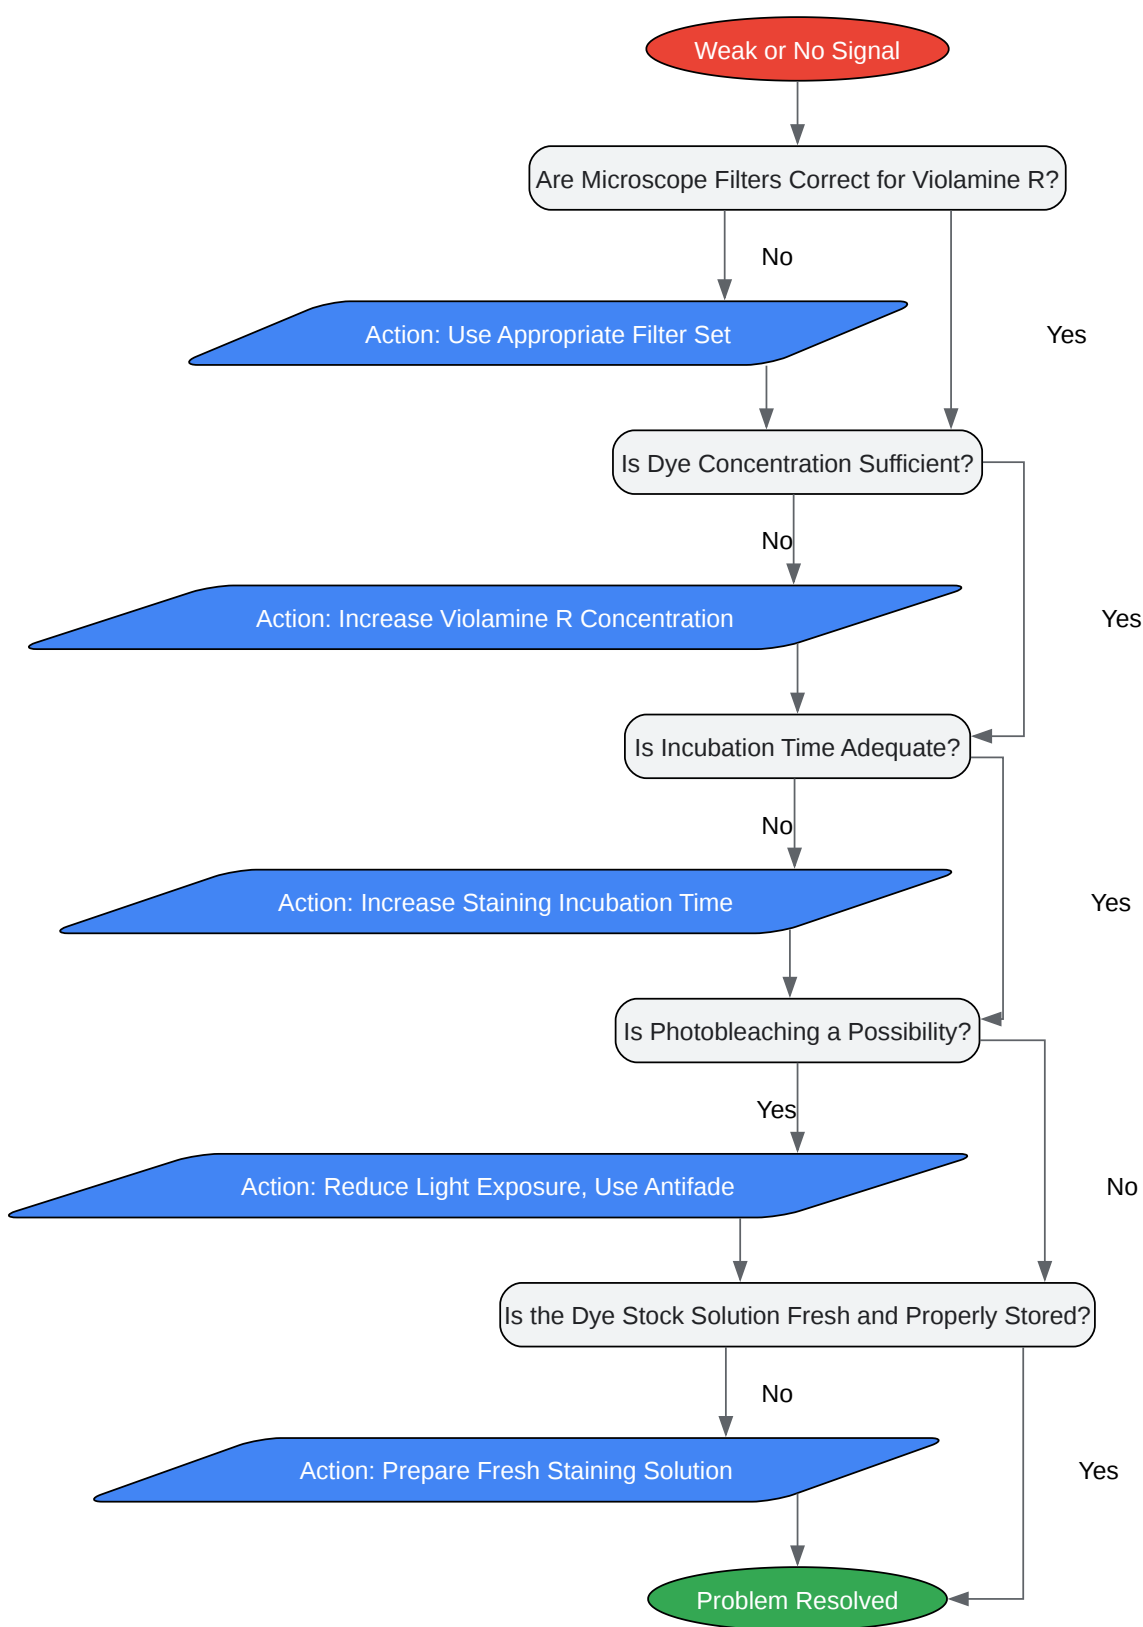 Weak or No Signal
Are Microscope Filters Correct for Violamine R?
No
Action: Use Appropriate Filter Set
Yes
Is Dye Concentration Sufficient?
No
Action: Increase Violamine R Concentration
Yes
Is Incubation Time Adequate?
No
Action: Increase Staining Incubation Time
Yes
Is Photobleaching a Possibility?
Yes
Action: Reduce Light Exposure, Use Antifade
No
Is the Dye Stock Solution Fresh and Properly Stored?
No
Action: Prepare Fresh Staining Solution
Yes
Problem Resolved